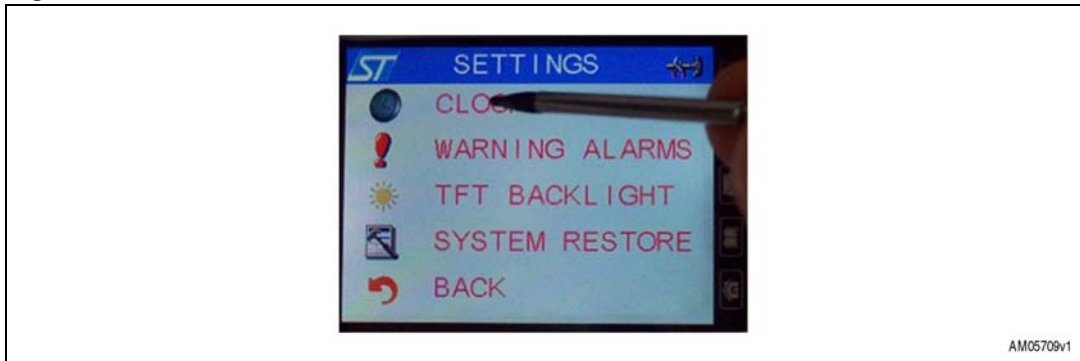 ST SETTINGS
WARNING ALARMS
TFT BACKLIGHT
SYSTEM RESTORE
BACK
AM05709v1